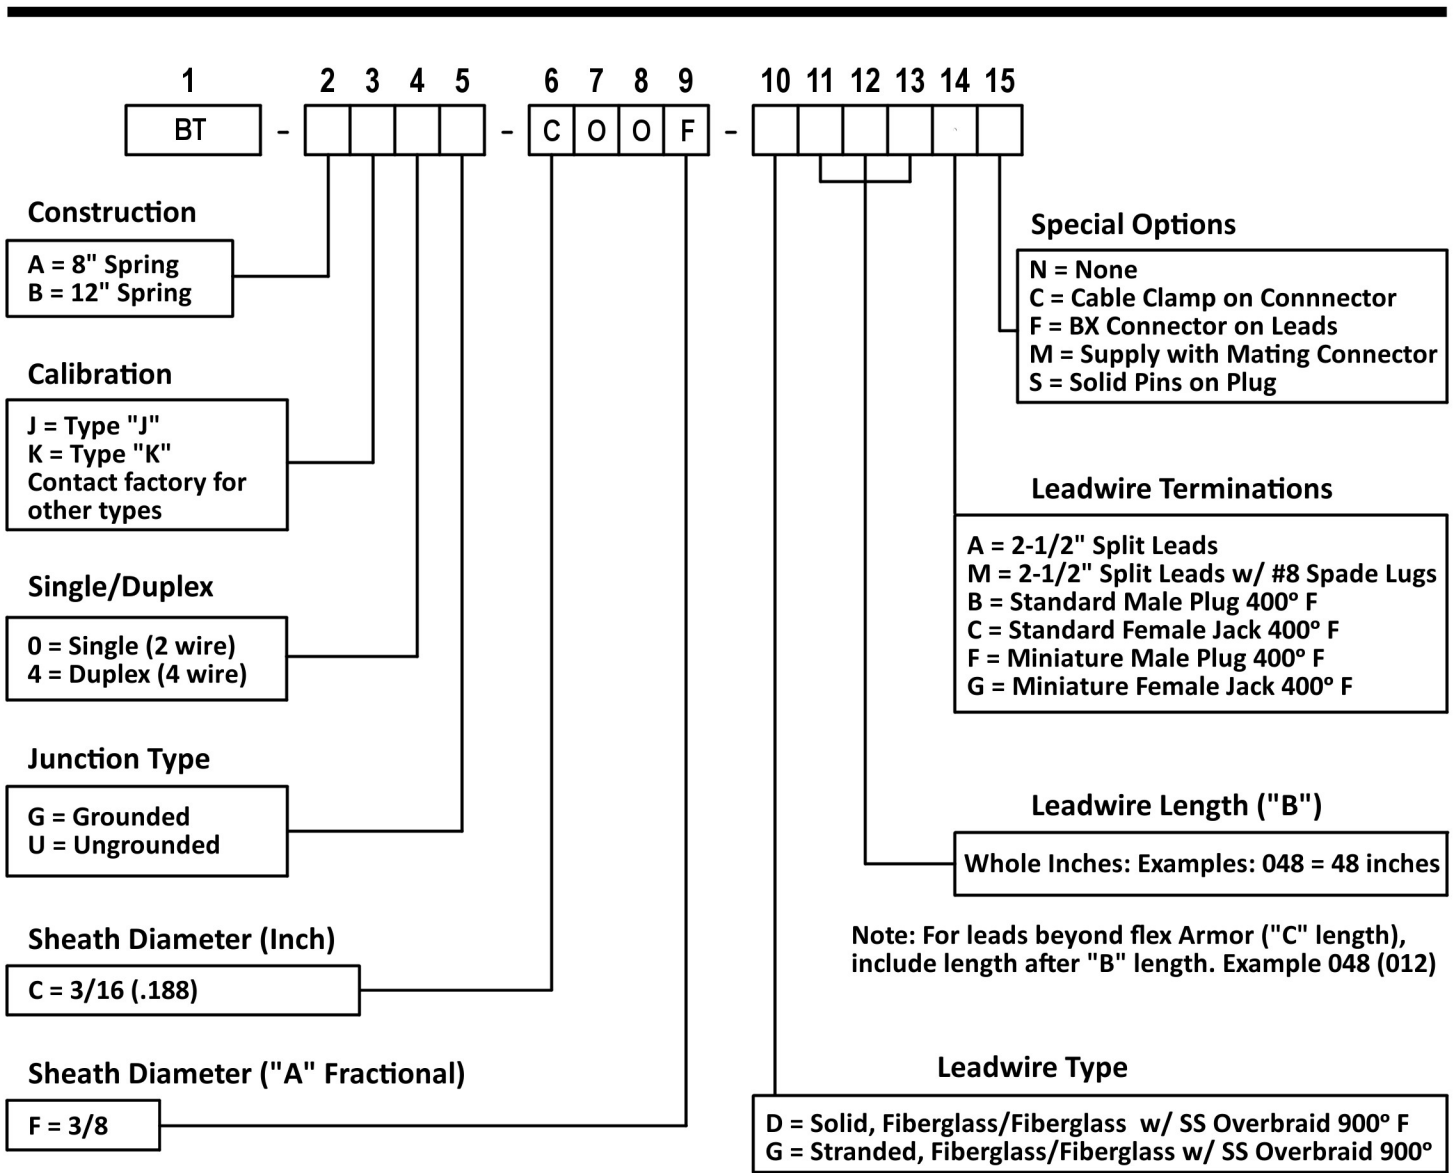 1 2 3 4 5 6 7 8 9 10 11 12 13 14 15
BT - - C O O F -
Construction
A = 8" Spring
B = 12" Spring
Calibration
J = Type "J"
K = Type "K"
Contact factory for
other types
Single/Duplex
0 = Single (2 wire)
4 = Duplex (4 wire)
Junction Type
G = Grounded
U = Ungrounded
Sheath Diameter (Inch)
C = 3/16 (.188)
Sheath Diameter ("A" Fractional)
F = 3/8
Special Options
N = None
C = Cable Clamp on Connnector
F = BX Connector on Leads
M = Supply with Mating Connector
S = Solid Pins on Plug
Leadwire Terminations
A = 2-1/2" Split Leads
M = 2-1/2" Split Leads w/ #8 Spade Lugs
B = Standard Male Plug 400° F
C = Standard Female Jack 400° F
F = Miniature Male Plug 400° F
G = Miniature Female Jack 400° F
Leadwire Length ("B")
Whole Inches: Examples: 048 = 48 inches
Note: For leads beyond flex Armor ("C" length),
include length after "B" length. Example 048 (012)
Leadwire Type
D = Solid, Fiberglass/Fiberglass w/ SS Overbraid 900° F
G = Stranded, Fiberglass/Fiberglass w/ SS Overbraid 900°